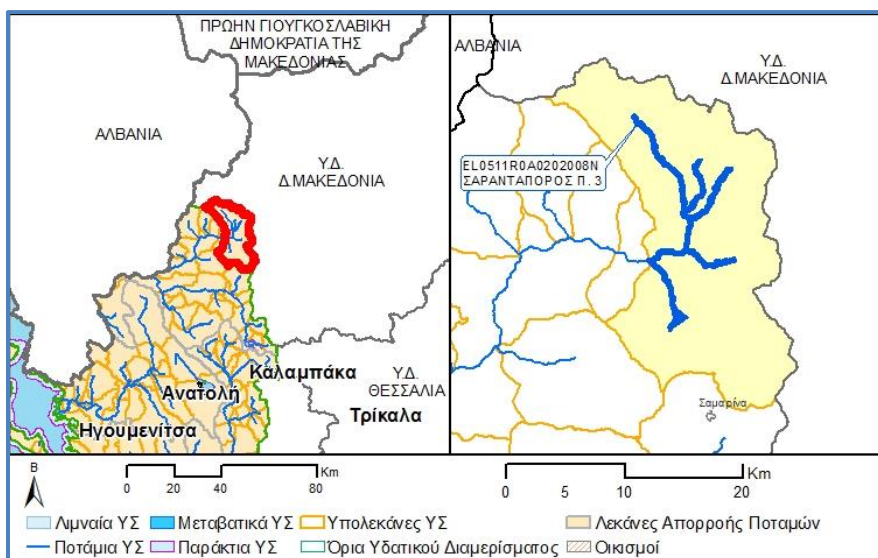 ΠΡΩΗΝ ΓΙΟΥΓΚΟΣΛΑΒΙΚΗ
ΔΗΜΟΚΡΑΤΙΑ ΤΗΣ
ΜΑΚΕΔΟΝΙΑΣ
ΑΛΒΑΝΙΑ
Υ.Δ.
Δ.ΜΑΚΕΔΟΝΙΑ
Καλαμπάκα
Υ.Δ.
ΘΕΣΣΑΛΙΑ
Ανατολή
Τρίκαλα
Ηγουμενίτσα
ΑΛΒΑΝΙΑ
Υ.Δ.
Δ.ΜΑΚΕΔΟΝΙΑ
EL0511R0A0202008N
ΣΑΡΑΝΤΑΠΟΡΟΣ Π. 3
Σαμαρίνα
Β
Km
0 20 40 80
Km
0 5 10 20
Λιμναία ΥΣ Μεταβατικά ΥΣ Υπολεκάνες ΥΣ Λεκάνες Απορροής Ποταμών
Ποτάμια ΥΣ Παράκτια ΥΣ Όρια Υδατικού Διαμερίσματος Οικισμοί